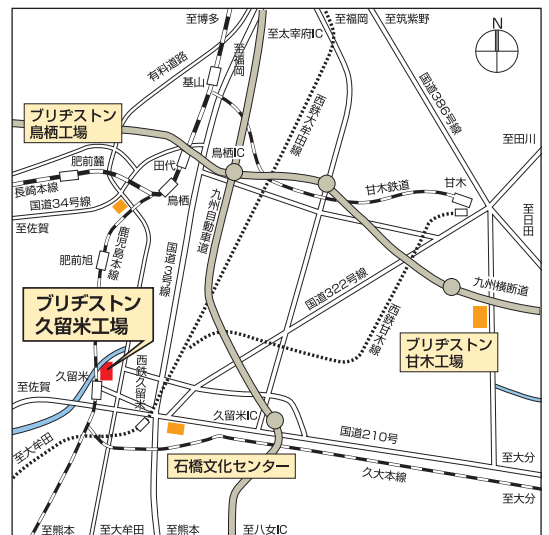 至博多
至福岡
至太宰府IC
至福岡
至筑紫野
N
有料道路
基山
西鉄大牟田線
国道386号線
ブリヂストン
鳥栖工場
至田川
肥前麓
田代
鳥栖IC
長崎本線
鳥栖
甘木鉄道
甘木
国道34号線
至佐賀
鹿児島本線
九州自動車道
至日田
肥前旭
国道3号線
国道322号線
九州横断道
ブリヂストン
久留米工場
西鉄甘木線
ブリヂストン
甘木工場
久留米
西鉄久留米
至佐賀
久留米IC
国道210号
至大牟田
石橋文化センター
久大本線
至大分
至大分
至熊本
至大牟田
至熊本
至八女IC